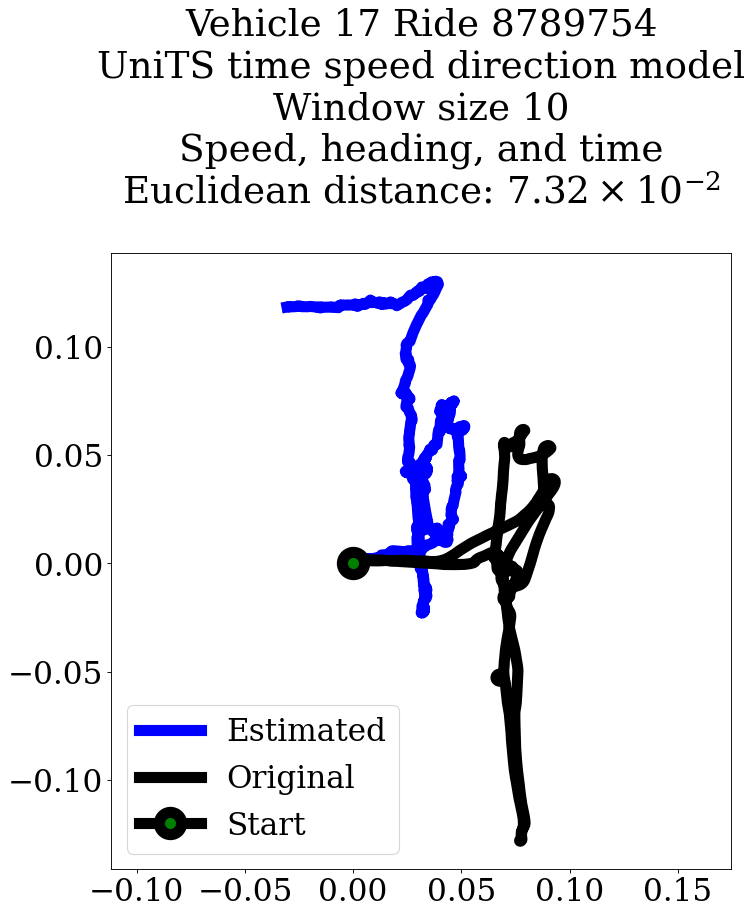 Vehicle 17 Ride 8789754
UniTS time speed direction model
Window size 10
Speed, heading, and time
Euclidean distance: 7.32 × 10⁻²
0.10
0.05
0.00
−0.05
−0.10
Estimated
Original
Start
−0.10 −0.05 0.00 0.05 0.10 0.15